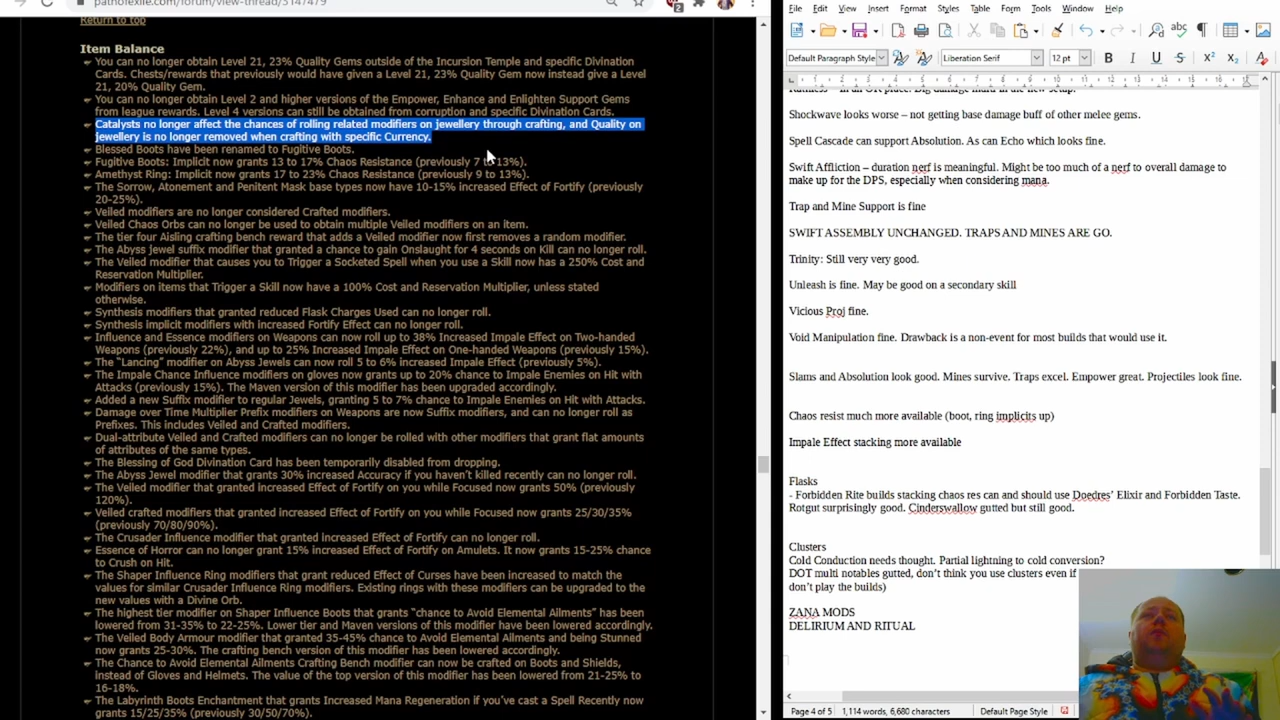 pathofexile.com/forum/view-thread/3147479
Return to top
Item Balance
You can no longer obtain Level 21, 23% Quality Gems outside of the Incursion Temple and specific Divination
Cards. Chests/rewards that previously would have given a Level 21, 23% Quality Gem now instead give a Level
21, 20% Quality Gem.
You can no longer obtain Level 2 and higher versions of the Empower, Enhance and Enlighten Support Gems
from league rewards. Level 4 versions can still be obtained from corruption and specific Divination Cards.
Catalysts no longer affect the chances of rolling related modifiers on jewellery through crafting, and Quality on
jewellery is no longer removed when crafting with specific Currency.
Blessed Boots have been renamed to Fugitive Boots.
Fugitive Boots: Implicit now grants 13 to 17% Chaos Resistance (previously 7 to 13%).
Amethyst Ring: Implicit now grants 17 to 23% Chaos Resistance (previously 9 to 13%).
The Sorrow, Atonement and Penitent Mask base types now have 10-15% increased Effect of Fortify (previously
20-25%).
Veiled modifiers are no longer considered Crafted modifiers.
Veiled Chaos Orbs can no longer be used to obtain multiple Veiled modifiers on an item.
The tier four Aisling crafting bench reward that adds a Veiled modifier now first removes a random modifier.
The Abyss Jewel suffix modifier that granted a chance to gain Onslaught for 4 seconds on Kill can no longer roll.
The Veiled modifier that causes you to Trigger a Socketed Spell when you use a Skill now has a 250% Cost and
Reservation Multiplier.
Modifiers on items that Trigger a Skill now have a 100% Cost and Reservation Multiplier, unless stated
otherwise.
Synthesis modifiers that granted reduced Flask Charges Used can no longer roll.
Synthesis implicit modifiers with increased Fortify Effect can no longer roll.
Influence and Essence modifiers on Weapons can now roll up to 38% Increased Impale Effect on Two-handed
Weapons (previously 22%), and up to 25% Increased Impale Effect on One-handed Weapons (previously 15%).
The “Lancing” modifier on Abyss Jewels can now roll 5 to 6% increased Impale Effect (previously 5%).
The Impale Chance Influence modifiers on gloves now grants up to 20% chance to Impale Enemies on Hit with
Attacks (previously 15%). The Maven version of this modifier has been upgraded accordingly.
Added a new Suffix modifier to regular Jewels, granting 5 to 7% chance to Impale Enemies on Hit with Attacks.
Damage over Time Multiplier Prefix modifiers on Weapons are now Suffix modifiers, and can no longer roll as
Prefixes. This includes Veiled and Crafted modifiers.
Dual-attribute Veiled and Crafted modifiers can no longer be rolled with other modifiers that grant flat amounts
of attributes of the same types.
The Blessing of God Divination Card has been temporarily disabled from dropping.
The Abyss Jewel modifier that grants 30% increased Accuracy if you haven't killed recently can no longer roll.
The Veiled modifier that granted increased Effect of Fortify on you while Focused now grants 50% (previously
120%).
Veiled crafted modifiers that granted increased Effect of Fortify on you while Focused now grants 25/30/35%
(previously 70/80/90%).
The Crusader Influence modifier that granted increased Effect of Fortify can no longer roll.
Essence of Horror can no longer grant 15% increased Effect of Fortify on Amulets. It now grants 15-25% chance
to Crush on Hit.
The Shaper Influence Ring modifiers that grant reduced Effect of Curses have been increased to match the
values for similar Crusader Influence Ring modifiers. Existing rings with these modifiers can be upgraded to the
new values with a Divine Orb.
The highest tier modifier on Shaper Influence Boots that grants “chance to Avoid Elemental Ailments” has been
lowered from 31-35% to 22-25%. Lower tier and Maven versions of this modifier have been lowered accordingly.
The Veiled Body Armour modifier that granted 35-45% chance to Avoid Elemental Ailments and being Stunned
now grants 25-30%. The crafting bench version of this modifier has been lowered accordingly.
The Chance to Avoid Elemental Ailments Crafting Bench modifier can now be crafted on Boots and Shields,
instead of Gloves and Helmets. The value of the top version of this modifier has been lowered from 21-25% to
16-18%.
The Labyrinth Boots Enchantment that grants Increased Mana Regeneration if you've cast a Spell Recently now
grants 15/25/35% (previously 30/50/70%).
File Edit View Insert Format Styles Table Form Tools Window Help
Default Paragraph Style Liberation Serif 12 pt B I U S X² X₂
Shockwave looks worse – not getting base damage buff of other melee gems.
Spell Cascade can support Absolution. As can Echo which looks fine.
Swift Affliction – duration nerf is meaningful. Might be too much of a nerf to overall damage to
make up for the DPS, especially when considering mana.
Trap and Mine Support is fine
SWIFT ASSEMBLY UNCHANGED. TRAPS AND MINES ARE GO.
Trinity: Still very very good.
Unleash is fine. May be good on a secondary skill
Vicious Proj fine.
Void Manipulation fine. Drawback is a non-event for most builds that would use it.
Slams and Absolution look good. Mines survive. Traps excel. Empower great. Projectiles look fine.
Chaos resist much more available (boot, ring implicits up)
Impale Effect stacking more available
Flasks
- Forbidden Rite builds stacking chaos res can and should use Doedres’ Elixir and Forbidden Taste.
Rotgut surprisingly good. Cinderswallow gutted but still good.
Clusters
Cold Conduction needs thought. Partial lightning to cold conversion?
DOT multi notables gutted, don’t think you use clusters even if
don’t play the builds)
ZANA MODS
DELIRIUM AND RITUAL
Page 4 of 5 1,114 words, 6,680 characters Default Page Style